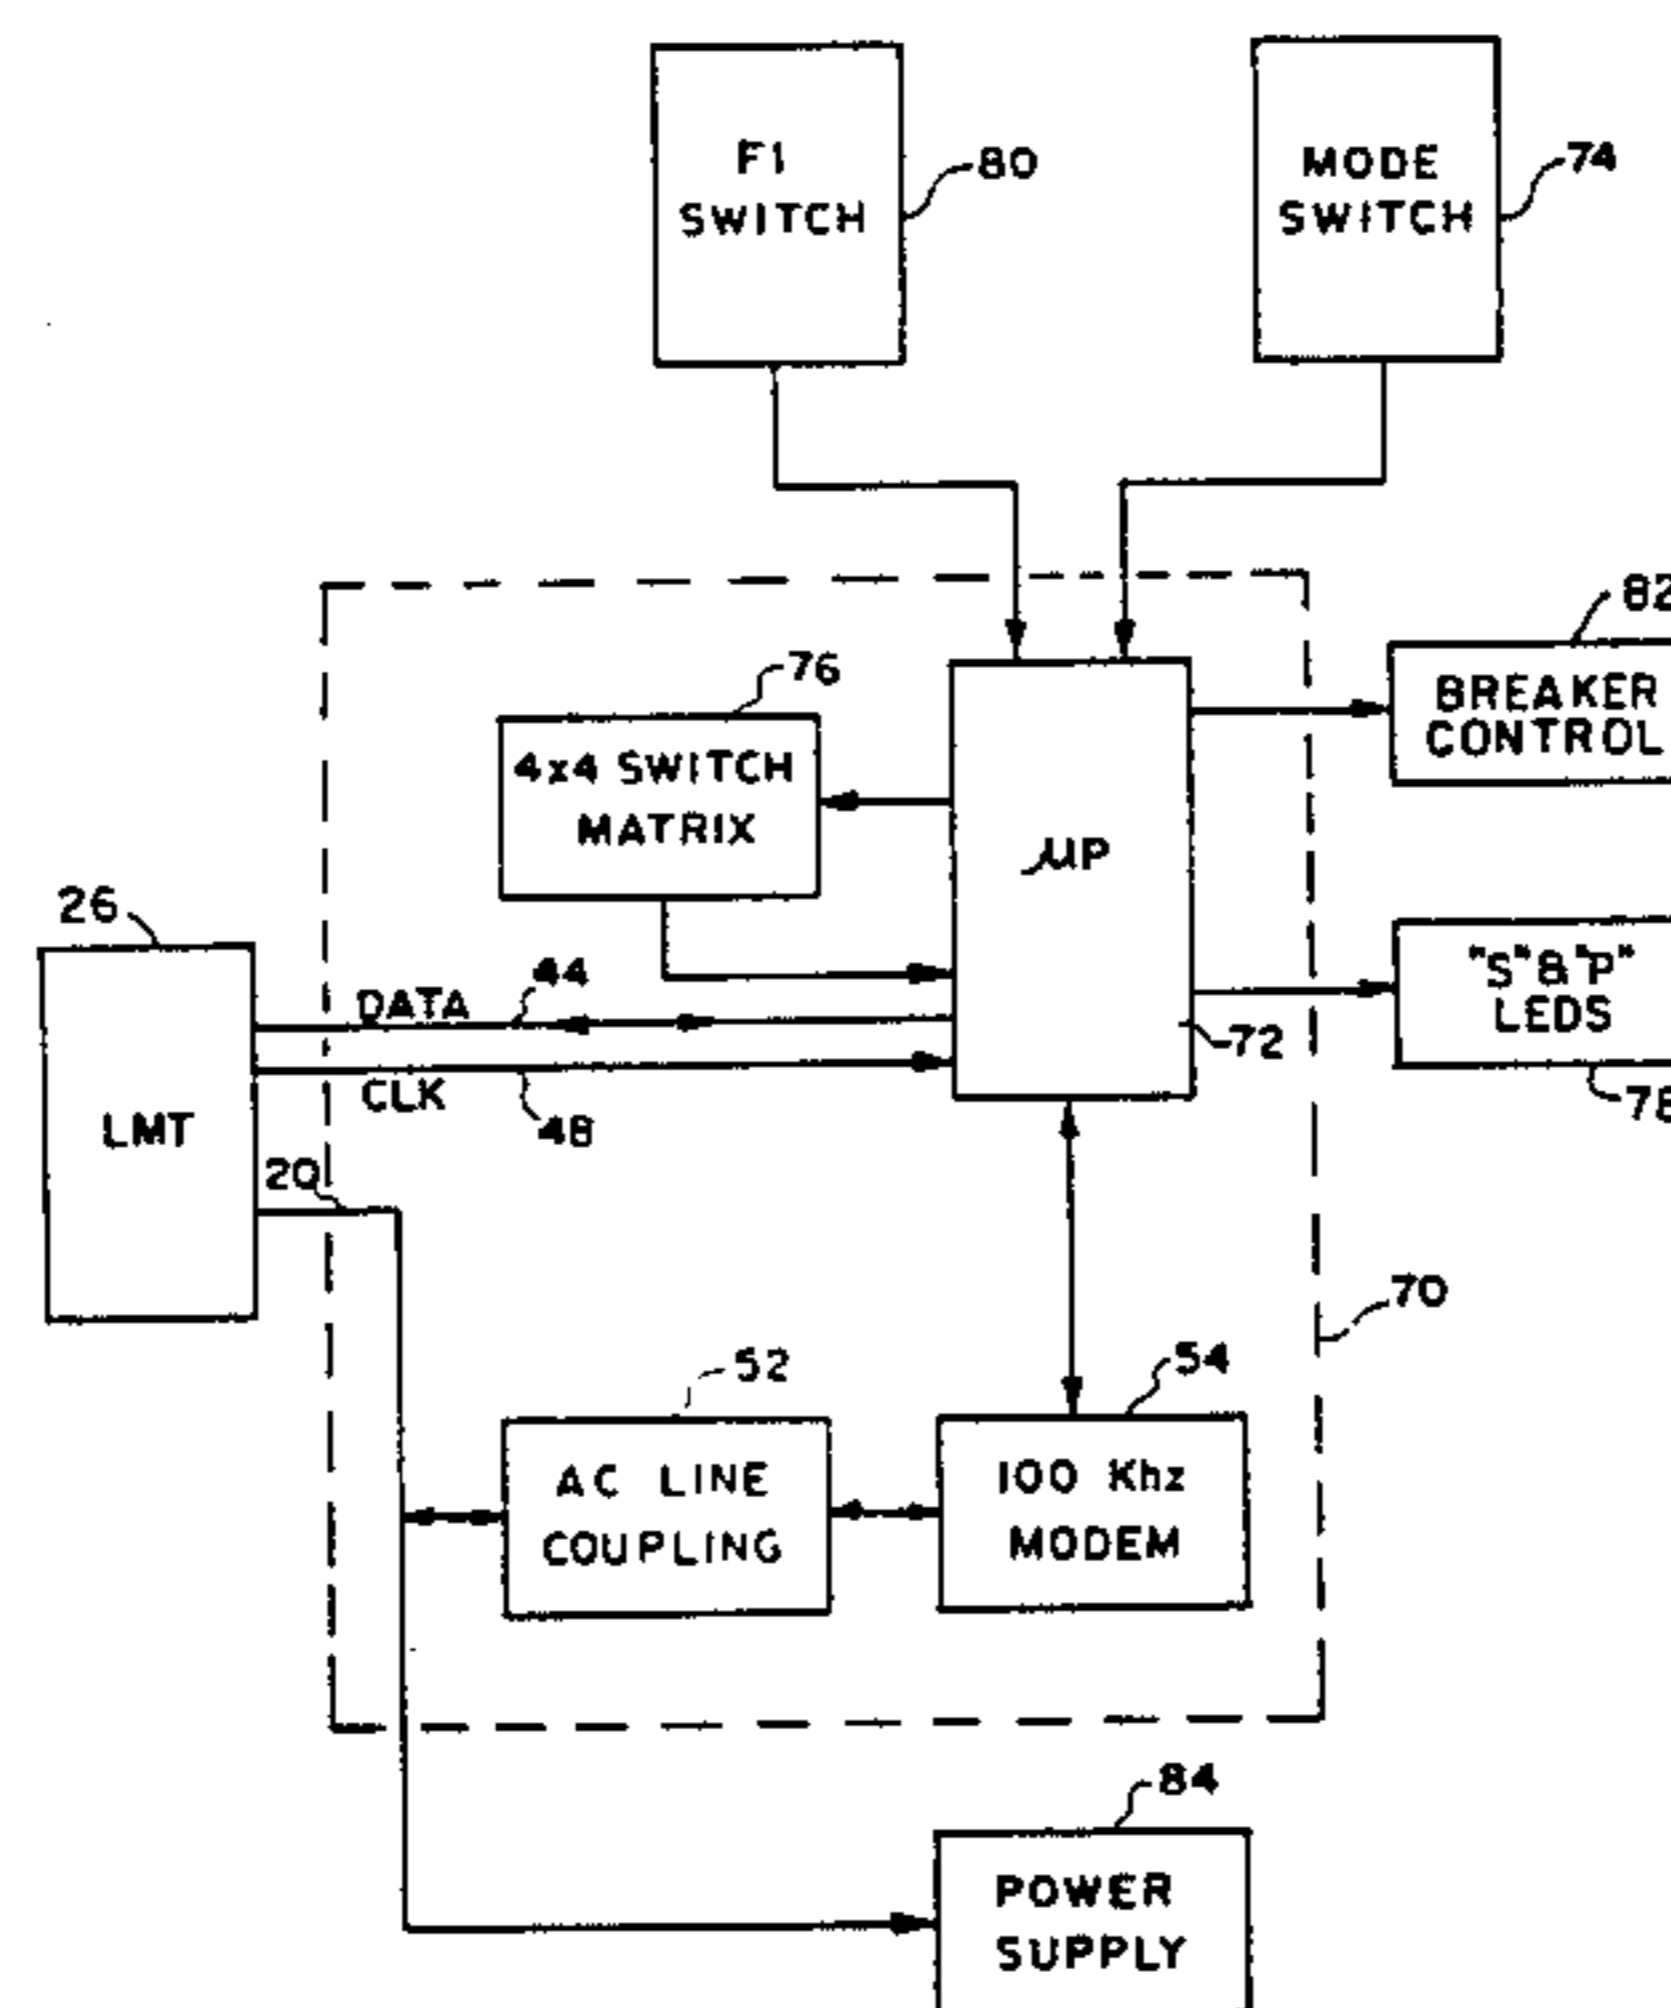 F1
SWITCH
80
MODE
SWITCH
74
82
BREAKER
CONTROL
76
4x4 SWITCH
MATRIX
μP
26
LMT
DATA
44
CLK
48
20
72
"S" & "P"
LEDS
78
70
52
AC LINE
COUPLING
54
100 Khz
MODEM
84
POWER
SUPPLY